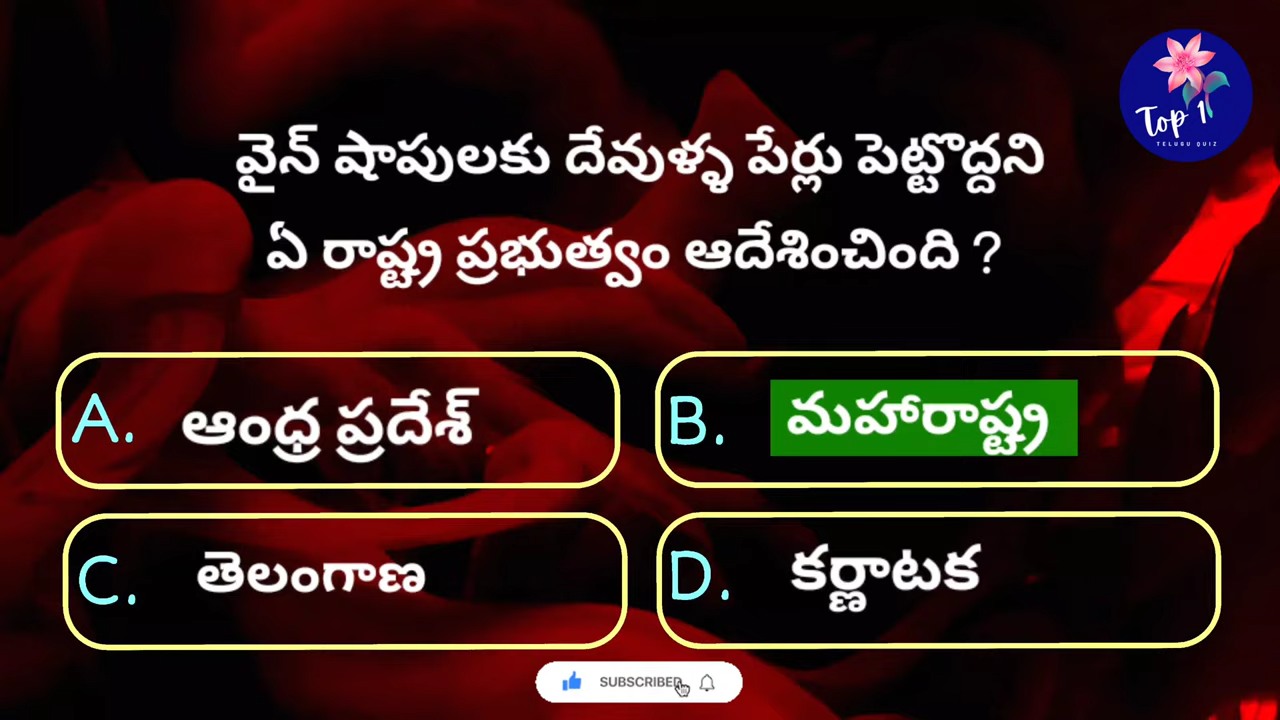 Top 1
TELUGU QUIZ
వైన్ షాపులకు దేవుళ్ళ పేర్లు పెట్టొద్దని
ఏ రాష్ట్ర ప్రభుత్వం ఆదేశించింది ?
A. ఆంధ్ర ప్రదేశ్
B. మహారాష్ట్ర
C. తెలంగాణ
D. కర్ణాటక
SUBSCRIBED